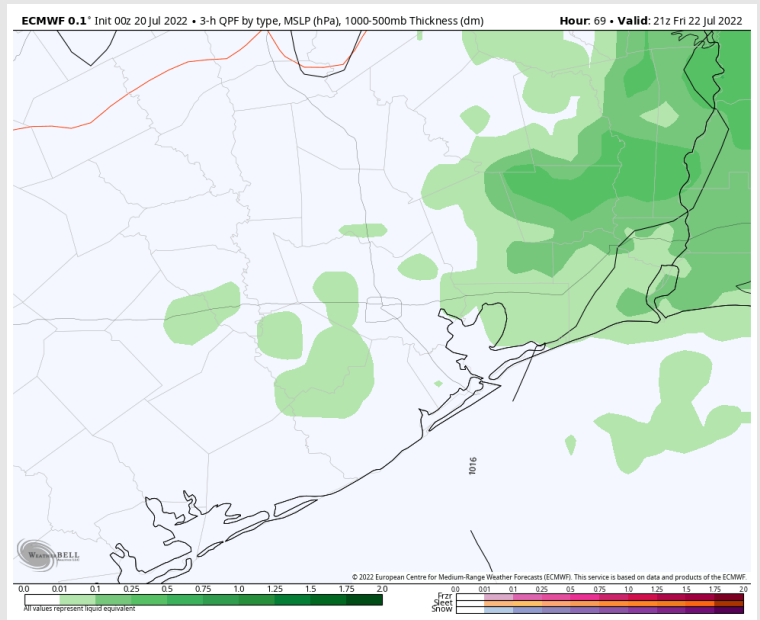 ECMWF 0.1° Init 00z 20 Jul 2022 • 3-h QPF by type, MSLP (hPa), 1000-500mb Thickness (dm)
Hour: 69 • Valid: 21z Fri 22 Jul 2022
1016
WeatherBELL
© 2022 European Centre for Medium-Range Weather Forecasts (ECMWF). This service is based on data and products of the ECMWF.
0.0 0.01 0.1 0.25 0.5 0.75 1.0 1.25 1.5 1.75 2.0
All values represent liquid equivalent
0.0 0.01 0.1 0.25 0.5 0.75 1.0 1.25 1.5 1.75 2.0
Frzr
Sleet
Snow